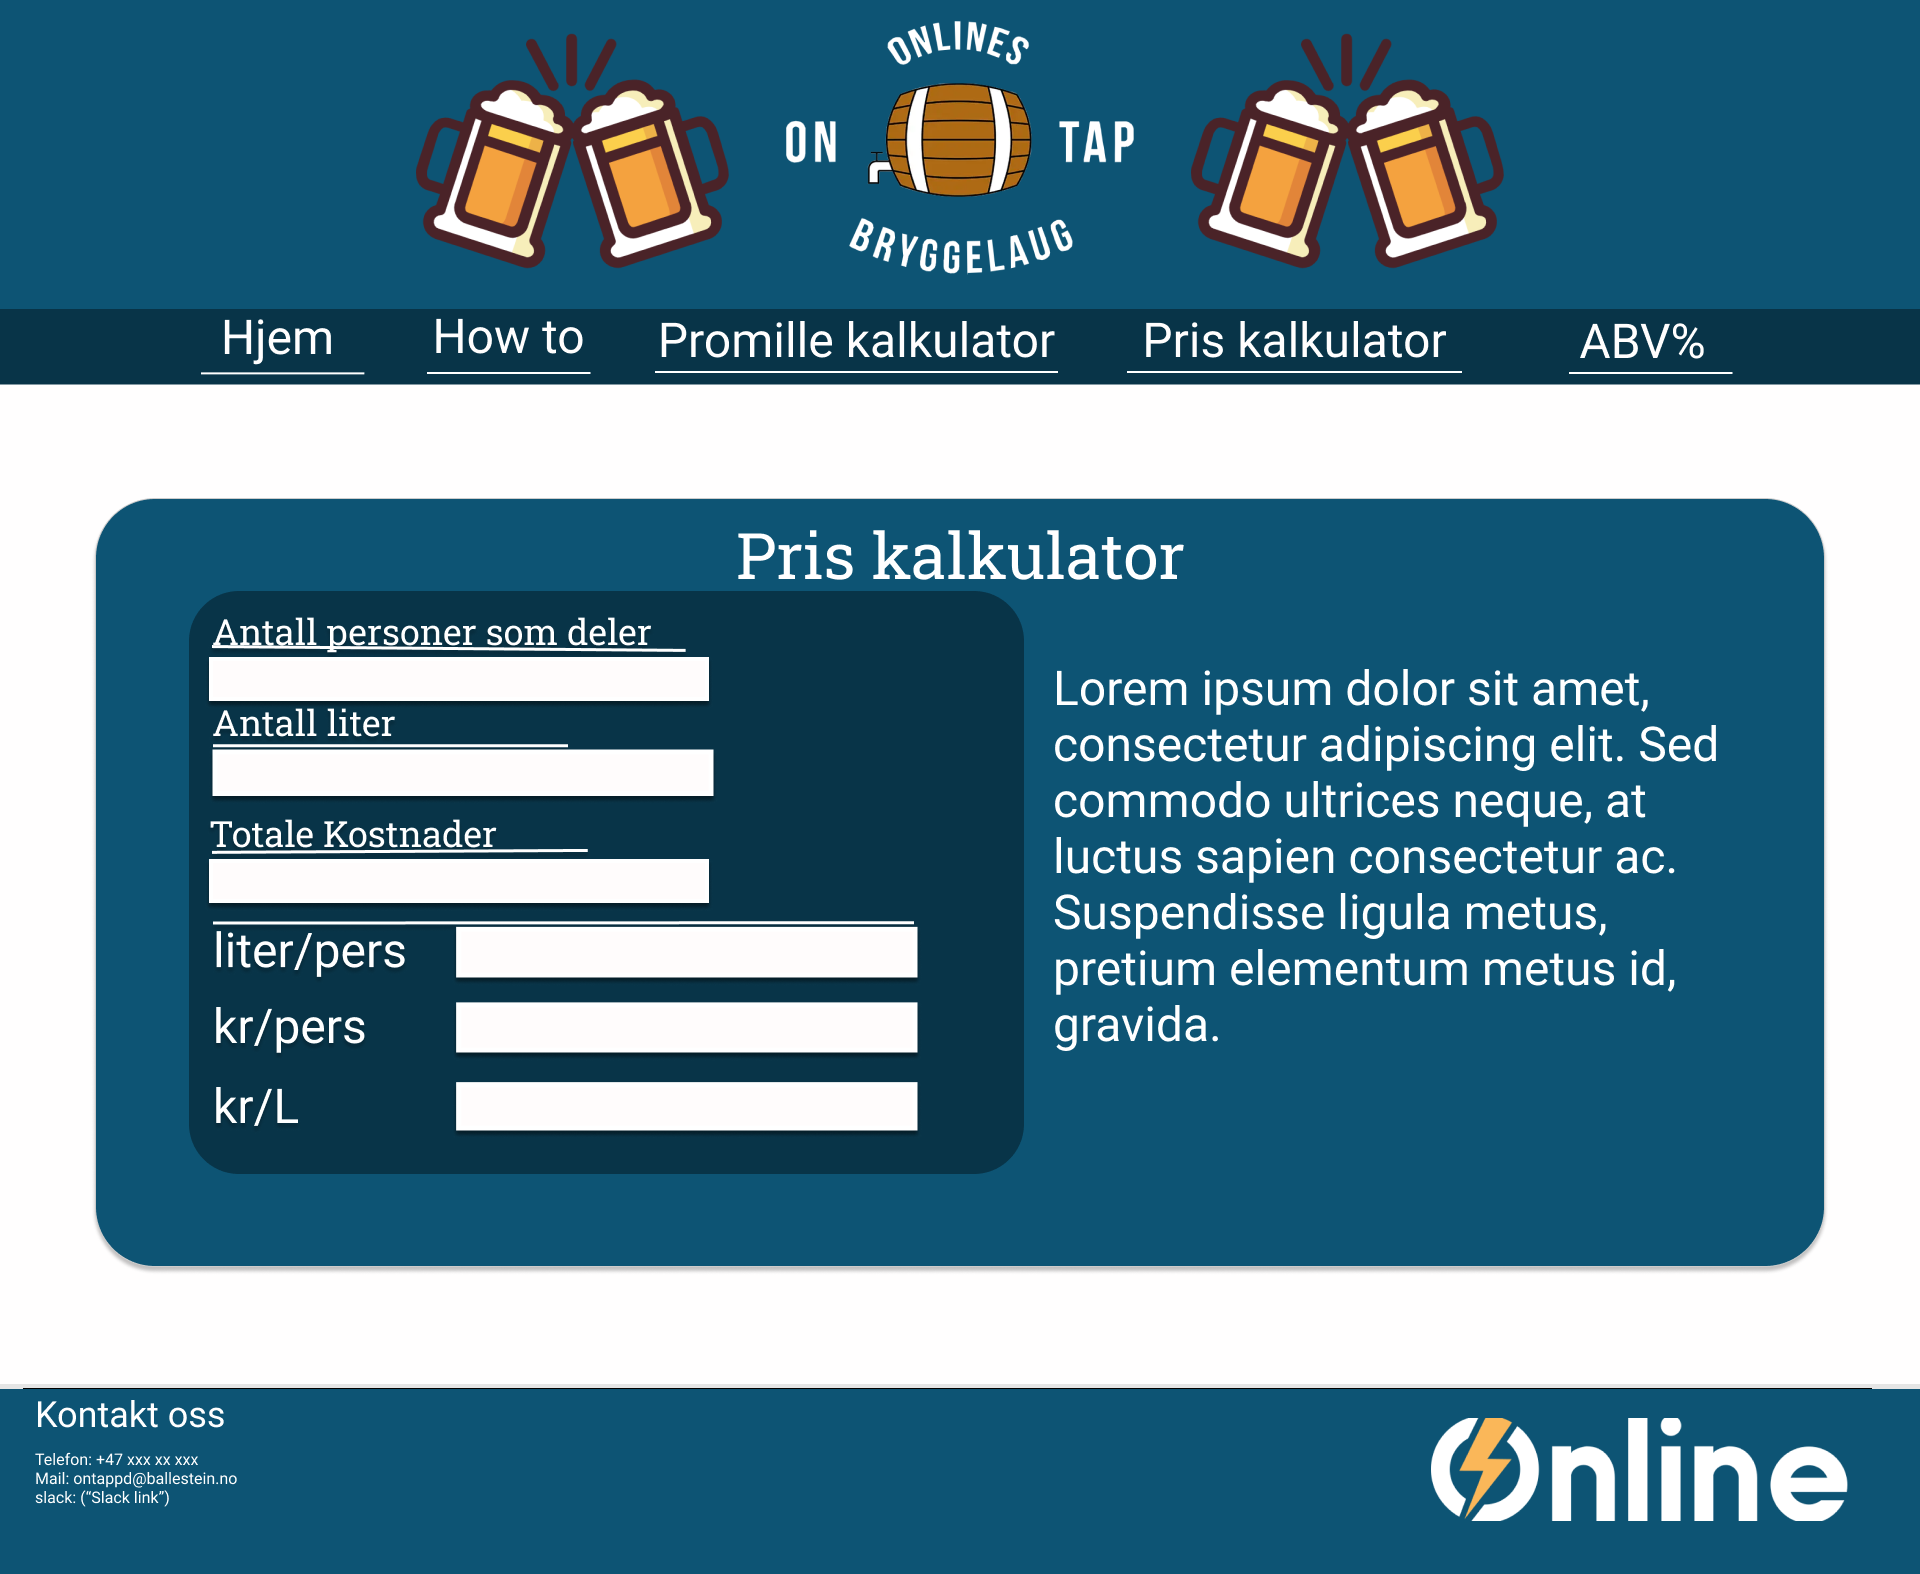 ONLINES
ON TAP
BRYGGELAUG
Hjem How to Promille kalkulator Pris kalkulator ABV%
Pris kalkulator
Antall personer som deler
Antall liter
Totale Kostnader
liter/pers
kr/pers
kr/L
Lorem ipsum dolor sit amet,
consectetur adipiscing elit. Sed
commodo ultrices neque, at
luctus sapien consectetur ac.
Suspendisse ligula metus,
pretium elementum metus id,
gravida.
Kontakt oss
Telefon: +47 xxx xx xxx
Mail: ontappd@ballestein.no
slack: (“Slack link”)
Online